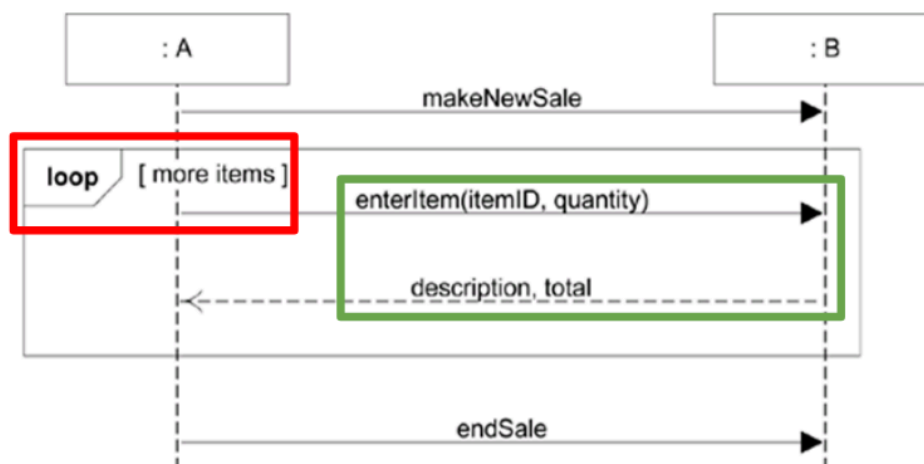 : A
: B
makeNewSale
loop [ more items ]
enterItem(itemID, quantity)
description, total
endSale